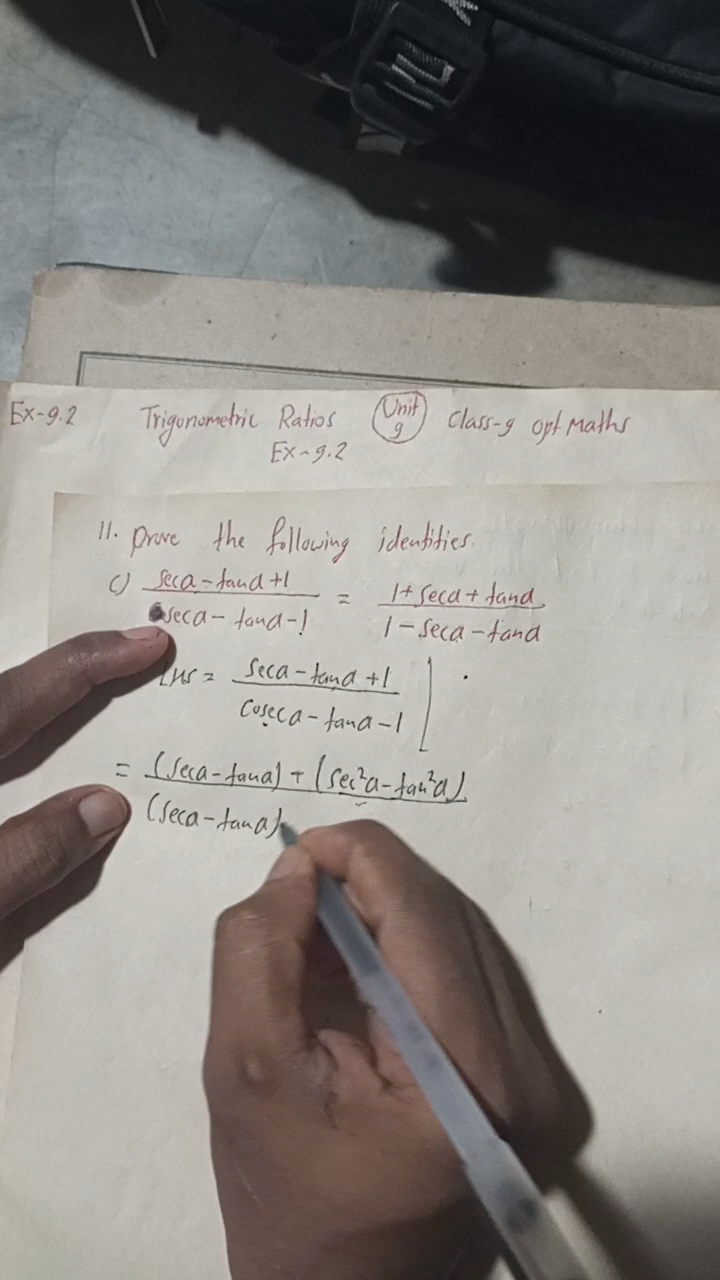 Ex-9.2 Trigonometric Ratios Unit 9 Class-9 opt Maths
Ex-9.2
11. prove the following identities.
c) seca-tana+1 / seca-tana-1 = 1+seca+tana / 1-seca-tana
LHS = seca-tana+1 / coseca-tana-1
= (seca-tana)+(sec²a-tan²a)
(seca-tana)